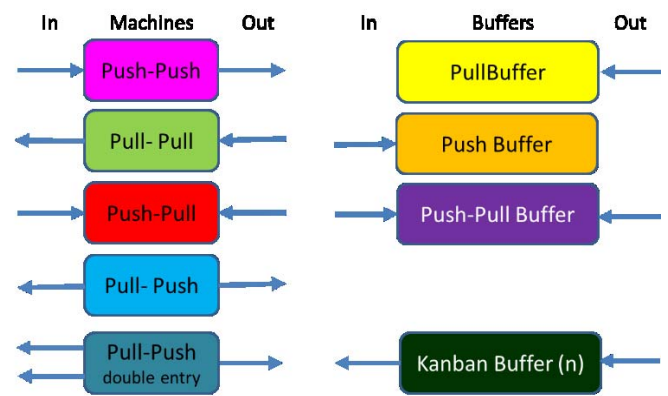 In Machines Out In Buffers Out
Push-Push PullBuffer
Pull- Pull Push Buffer
Push-Pull Push-Pull Buffer
Pull- Push
Pull-Push Kanban Buffer (n)
double entry